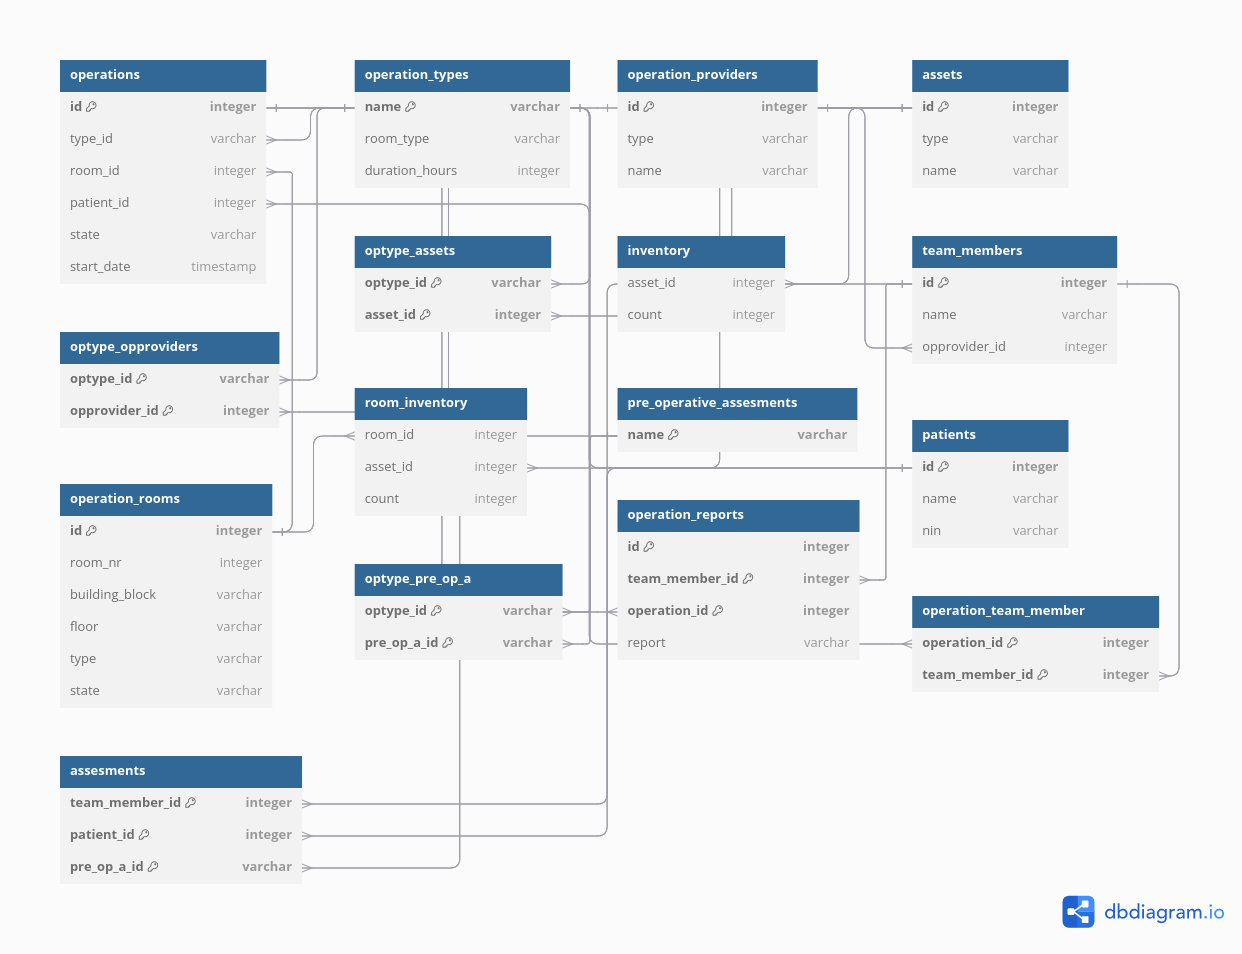 operations
id integer
type_id varchar
room_id integer
patient_id integer
state varchar
start_date timestamp
operation_types
name varchar
room_type varchar
duration_hours integer
operation_providers
id integer
type varchar
name varchar
assets
id integer
type varchar
name varchar
optype_assets
optype_id varchar
asset_id integer
inventory
asset_id integer
count integer
team_members
id integer
name varchar
opprovider_id integer
optype_opproviders
optype_id varchar
opprovider_id integer
room_inventory
room_id integer
asset_id integer
count integer
pre_operative_assesments
name varchar
patients
id integer
name varchar
nin varchar
operation_rooms
id integer
room_nr integer
building_block varchar
floor varchar
type varchar
state varchar
optype_pre_op_a
optype_id varchar
pre_op_a_id varchar
operation_reports
id integer
team_member_id integer
operation_id integer
report varchar
operation_team_member
operation_id integer
team_member_id integer
assesments
team_member_id integer
patient_id integer
pre_op_a_id varchar
dbdiagram.io